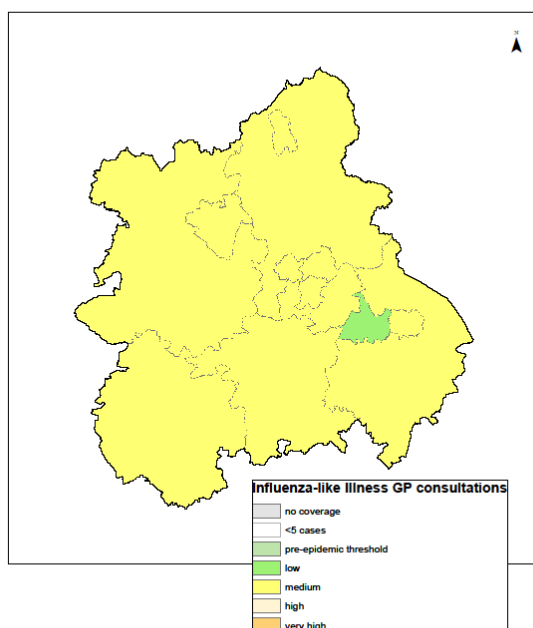 N
Influenza-like Illness GP consultations
no coverage
<5 cases
pre-epidemic threshold
low
medium
high
very high